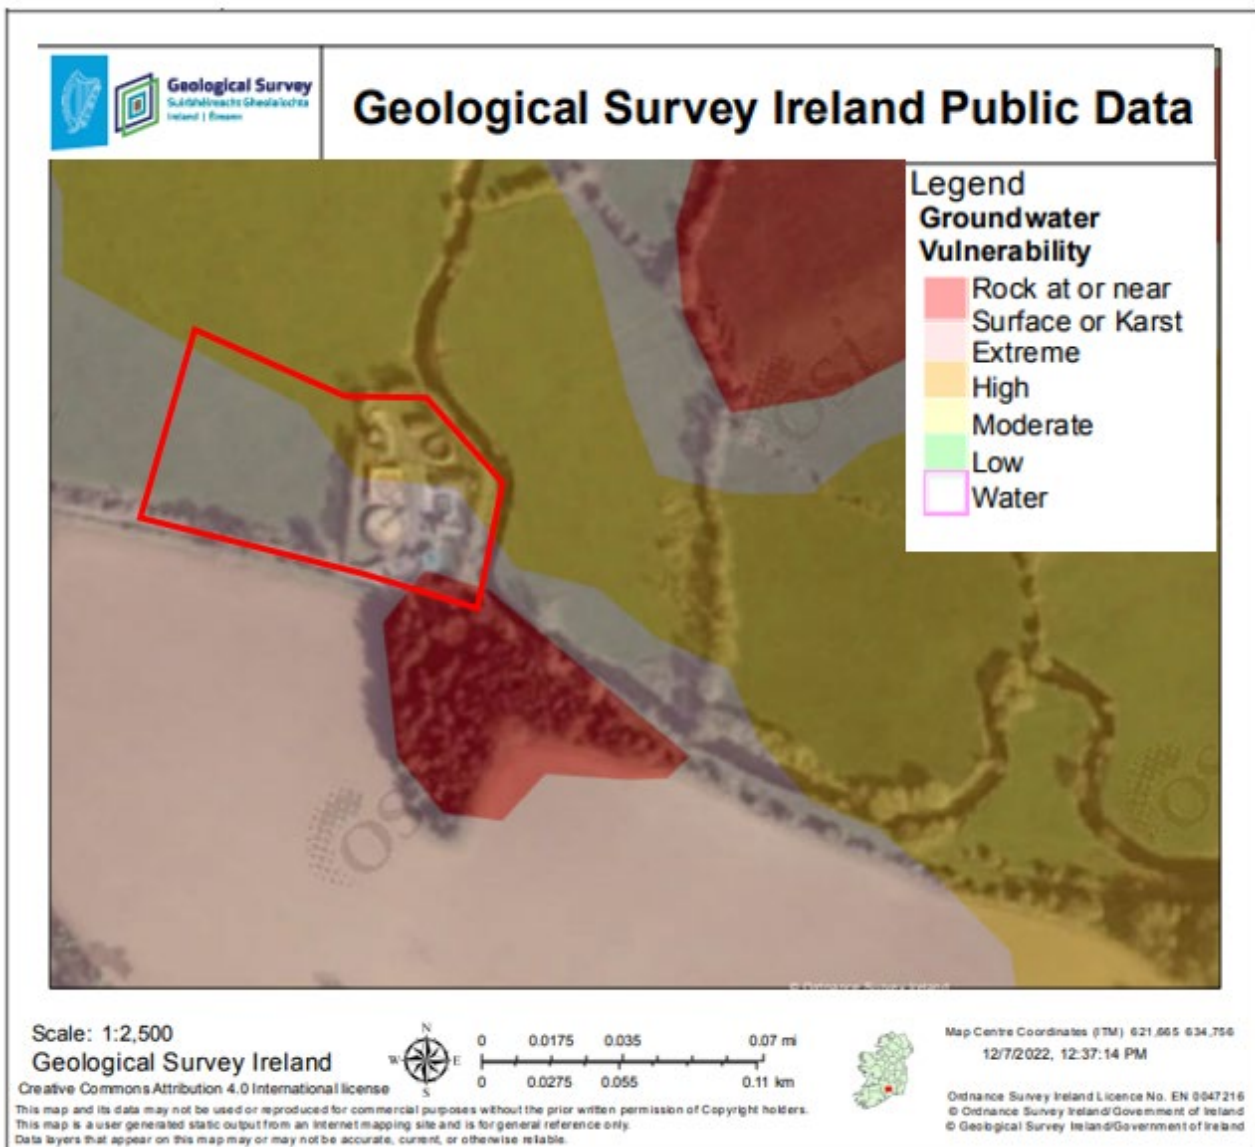 Geological Survey
Suirbhéireacht Gheolaíochta
Ireland | Éireann
Geological Survey Ireland Public Data
Legend
Groundwater
Vulnerability
Rock at or near
Surface or Karst
Extreme
High
Moderate
Low
Water
OSi
OSi
OS
© Ordnance Survey Ireland
Scale: 1:2,500
Geological Survey Ireland
Creative Commons Attribution 4.0 International license
This map and its data may not be used or reproduced for commercial purposes without the prior written permission of Copyright holders.
This map is a user generated static output from an Internet mapping site and is for general reference only.
Data layers that appear on this map may or may not be accurate, current, or otherwise reliable.
N
W E
S
0 0.0175 0.035 0.07 mi
0 0.0275 0.055 0.11 km
Map Centre Coordinates (ITM) 621,665 634,756
12/7/2022, 12:37:14 PM
Ordnance Survey Ireland Licence No. EN 0047216
© Ordnance Survey Ireland/Government of Ireland
© Geological Survey Ireland/Government of Ireland